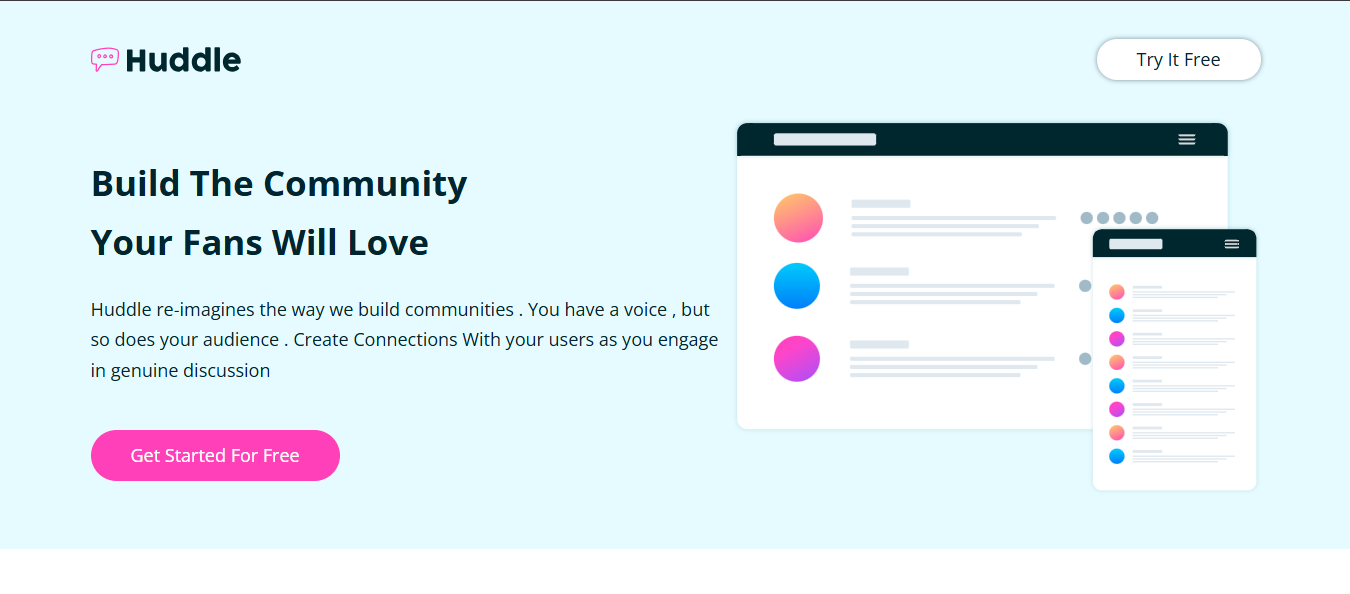 Huddle
Try It Free
Build The Community
Your Fans Will Love
Huddle re-imagines the way we build communities . You have a voice , but
so does your audience . Create Connections With your users as you engage
in genuine discussion
Get Started For Free